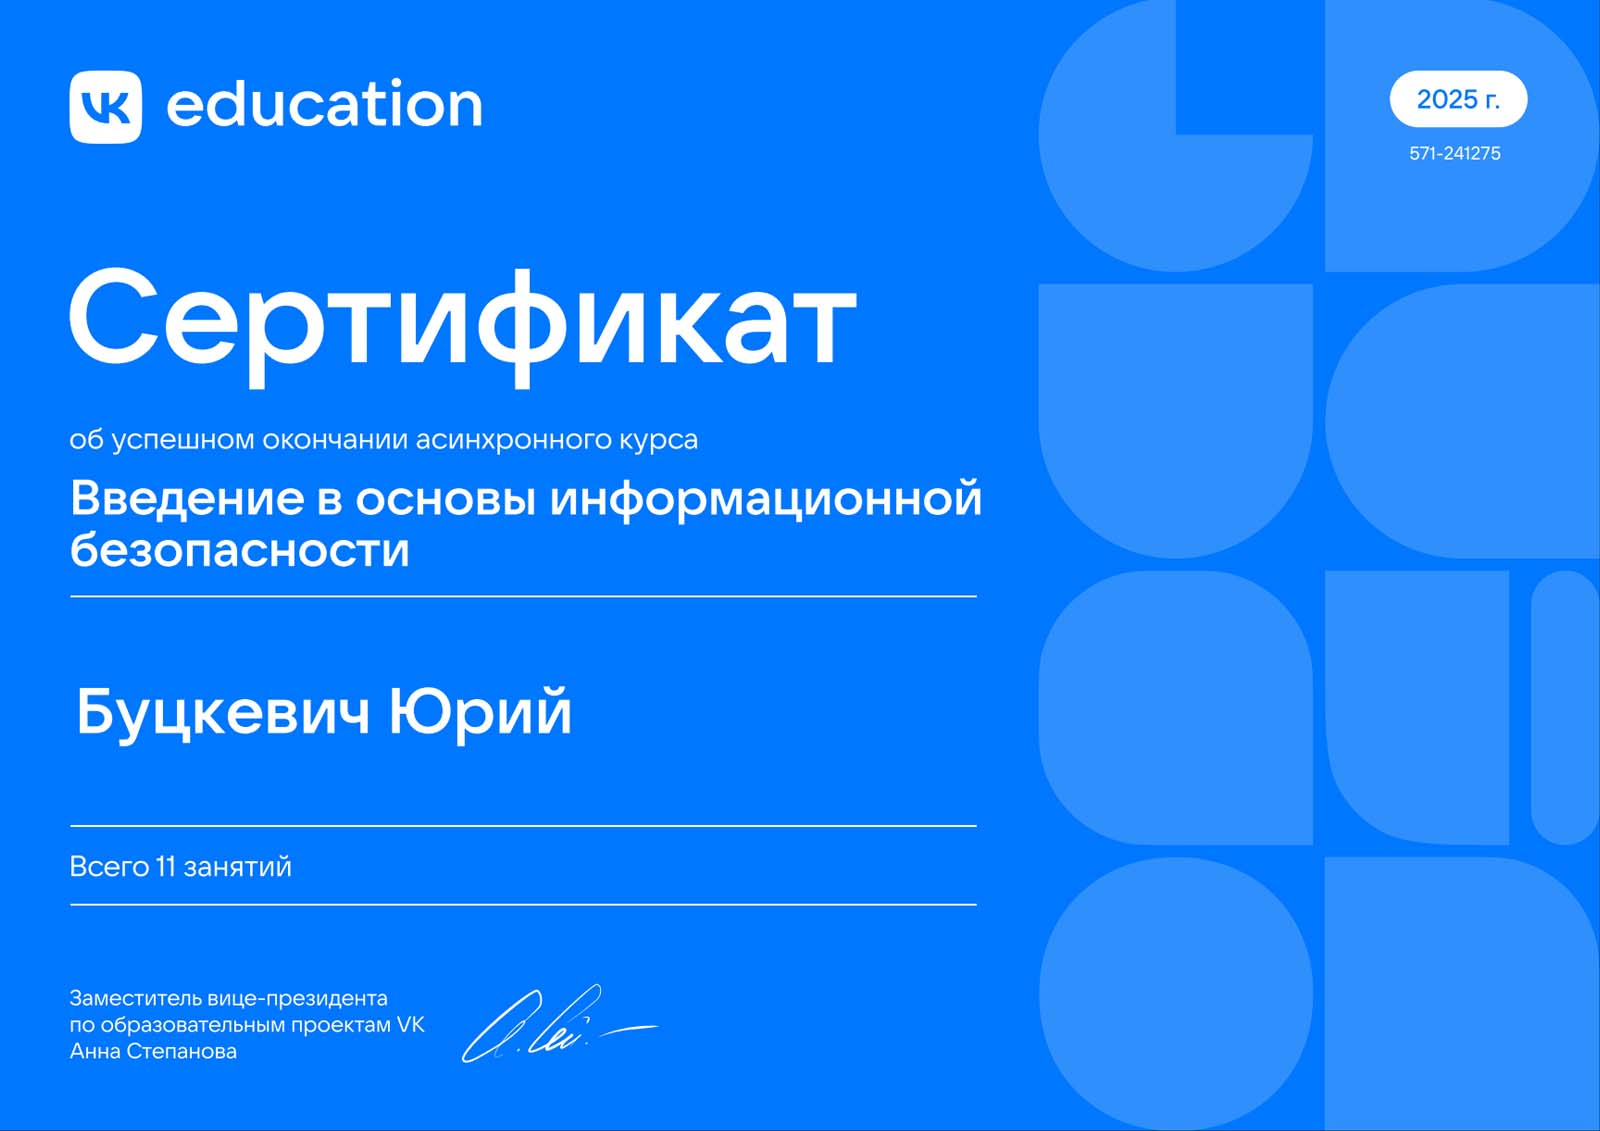 VK education
2025 г.
571-241275
Сертификат
об успешном окончании асинхронного курса
Введение в основы информационной
безопасности
Буцкевич Юрий
Всего 11 занятий
Заместитель вице-президента
по образовательным проектам VK
Анна Степанова